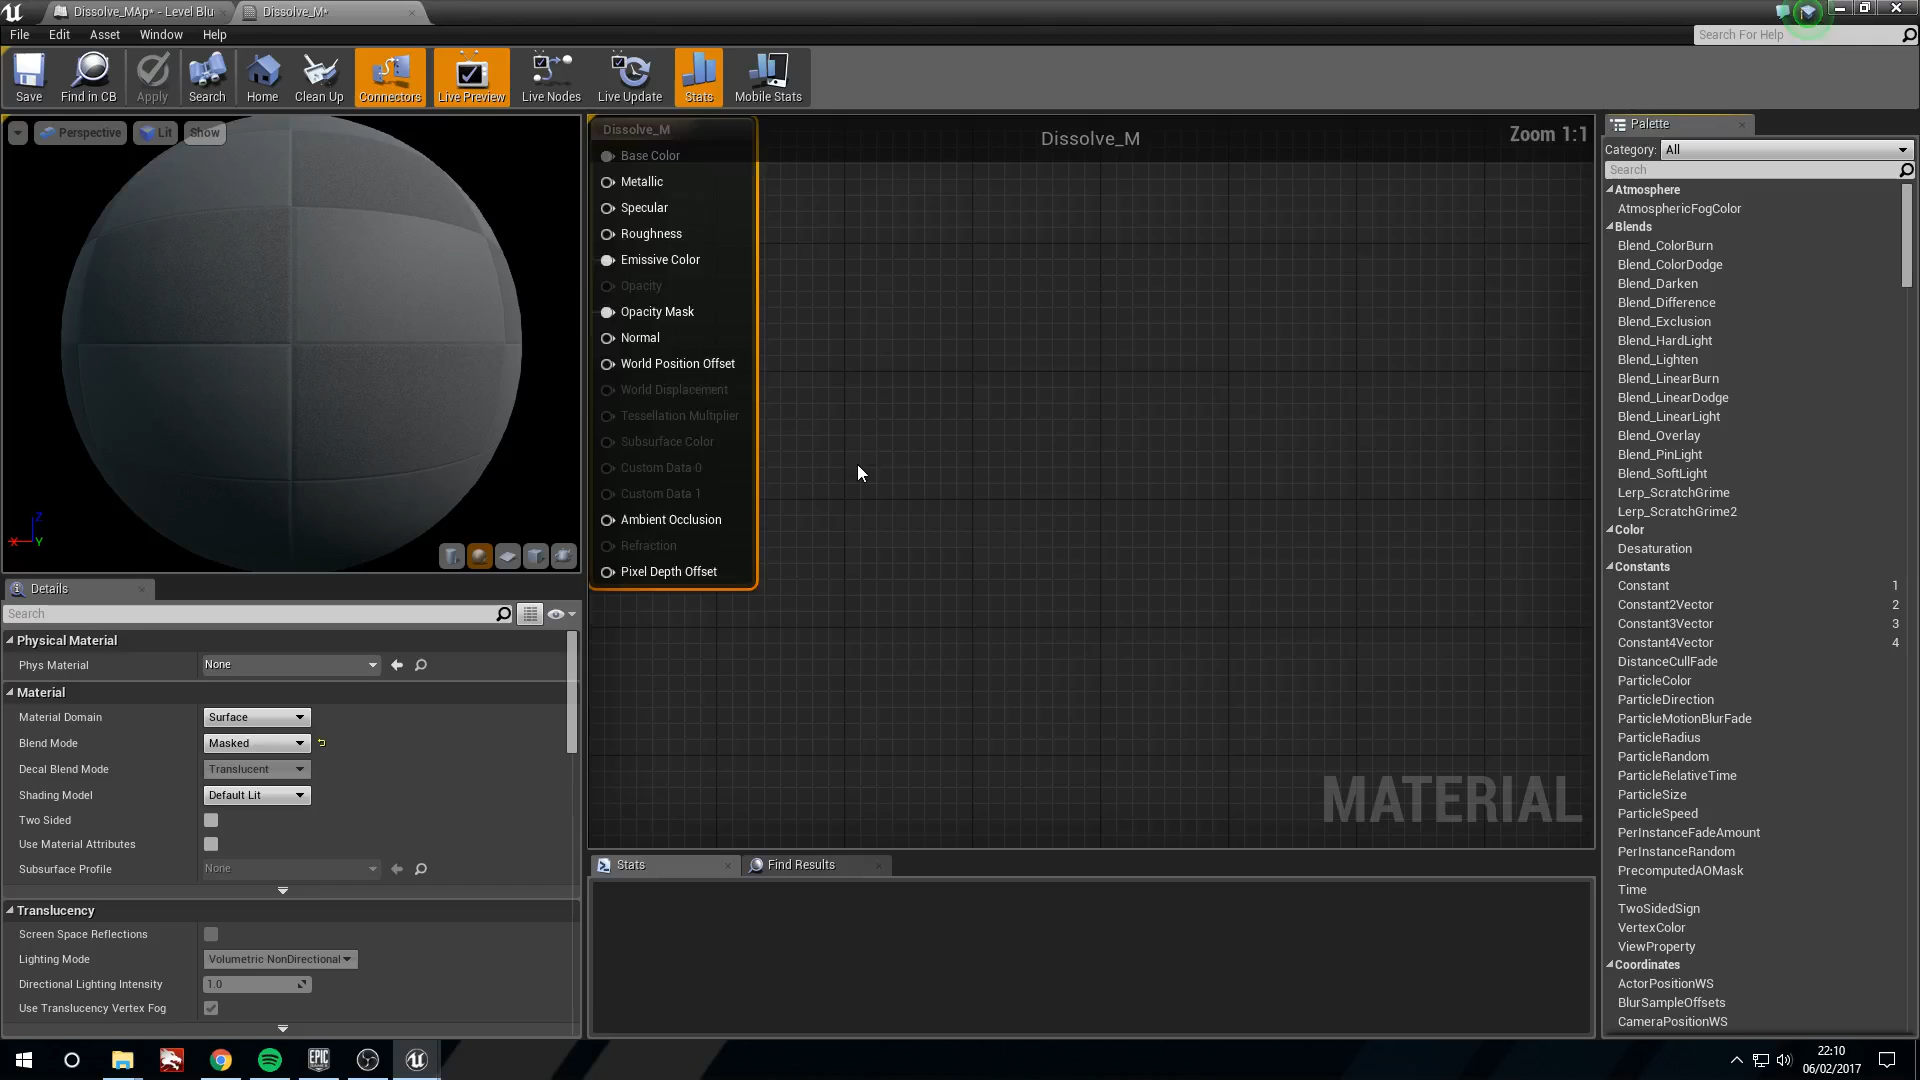 Dissolve_MAp* - Level Blu
Dissolve_M*
File Edit Asset Window Help
Search For Help
Save
Find in CB
Apply
Search
Home
Clean Up
Connectors
Live Preview
Live Nodes
Live Update
Stats
Mobile Stats
Perspective
Lit
Show
X
Y
Z
Dissolve_M
Base Color
Metallic
Specular
Roughness
Emissive Color
Opacity
Opacity Mask
Normal
World Position Offset
World Displacement
Tessellation Multiplier
Subsurface Color
Custom Data 0
Custom Data 1
Ambient Occlusion
Refraction
Pixel Depth Offset
Dissolve_M
Zoom 1:1
MATERIAL
Details
Search
Physical Material
Phys Material None
Material
Material Domain Surface
Blend Mode Masked
Decal Blend Mode Translucent
Shading Model Default Lit
Two Sided
Use Material Attributes
Subsurface Profile None
Translucency
Screen Space Reflections
Lighting Mode Volumetric NonDirectional
Directional Lighting Intensity 1.0
Use Translucency Vertex Fog
Stats
Find Results
Palette
Category: All
Search
Atmosphere
AtmosphericFogColor
Blends
Blend_ColorBurn
Blend_ColorDodge
Blend_Darken
Blend_Difference
Blend_Exclusion
Blend_HardLight
Blend_Lighten
Blend_LinearBurn
Blend_LinearDodge
Blend_LinearLight
Blend_Overlay
Blend_PinLight
Blend_SoftLight
Lerp_ScratchGrime
Lerp_ScratchGrime2
Color
Desaturation
Constants
Constant 1
Constant2Vector 2
Constant3Vector 3
Constant4Vector 4
DistanceCullFade
ParticleColor
ParticleDirection
ParticleMotionBlurFade
ParticleRadius
ParticleRandom
ParticleRelativeTime
ParticleSize
ParticleSpeed
PerInstanceFadeAmount
PerInstanceRandom
PrecomputedAOMask
Time
TwoSidedSign
VertexColor
ViewProperty
Coordinates
ActorPositionWS
BlurSampleOffsets
CameraPositionWS
EPIC
22:10
06/02/2017